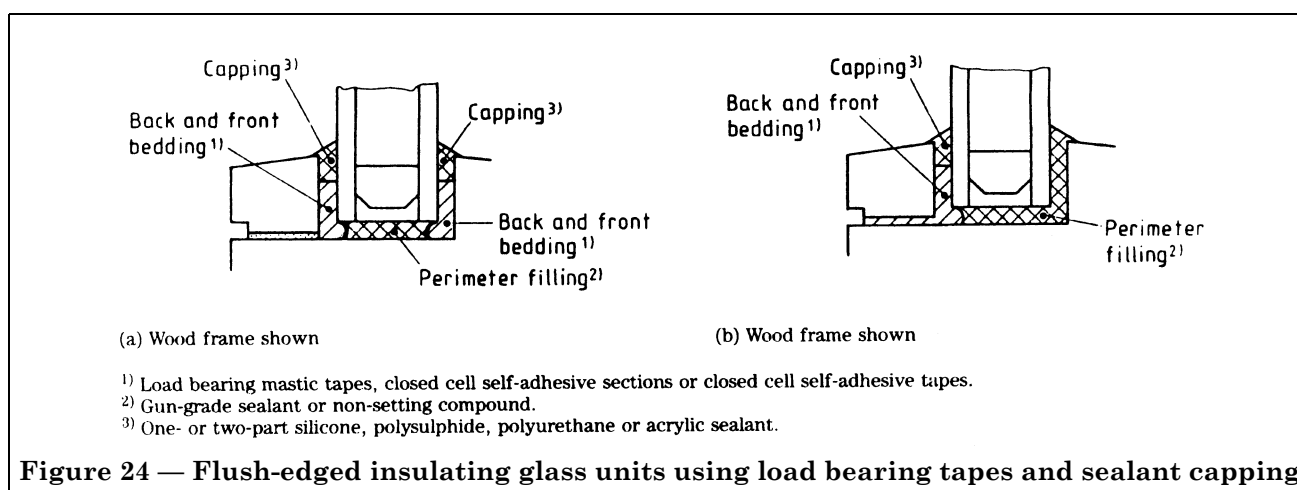 Capping3)
Back and front
bedding1)
Capping3)
Back and front
bedding1)
Perimeter filling2)
(a) Wood frame shown
Capping3)
Back and front
bedding1)
Perimeter
filling2)
(b) Wood frame shown
1) Load bearing mastic tapes, closed cell self-adhesive sections or closed cell self-adhesive tapes.
2) Gun-grade sealant or non-setting compound.
3) One- or two-part silicone, polysulphide, polyurethane or acrylic sealant.
Figure 24 — Flush-edged insulating glass units using load bearing tapes and sealant capping